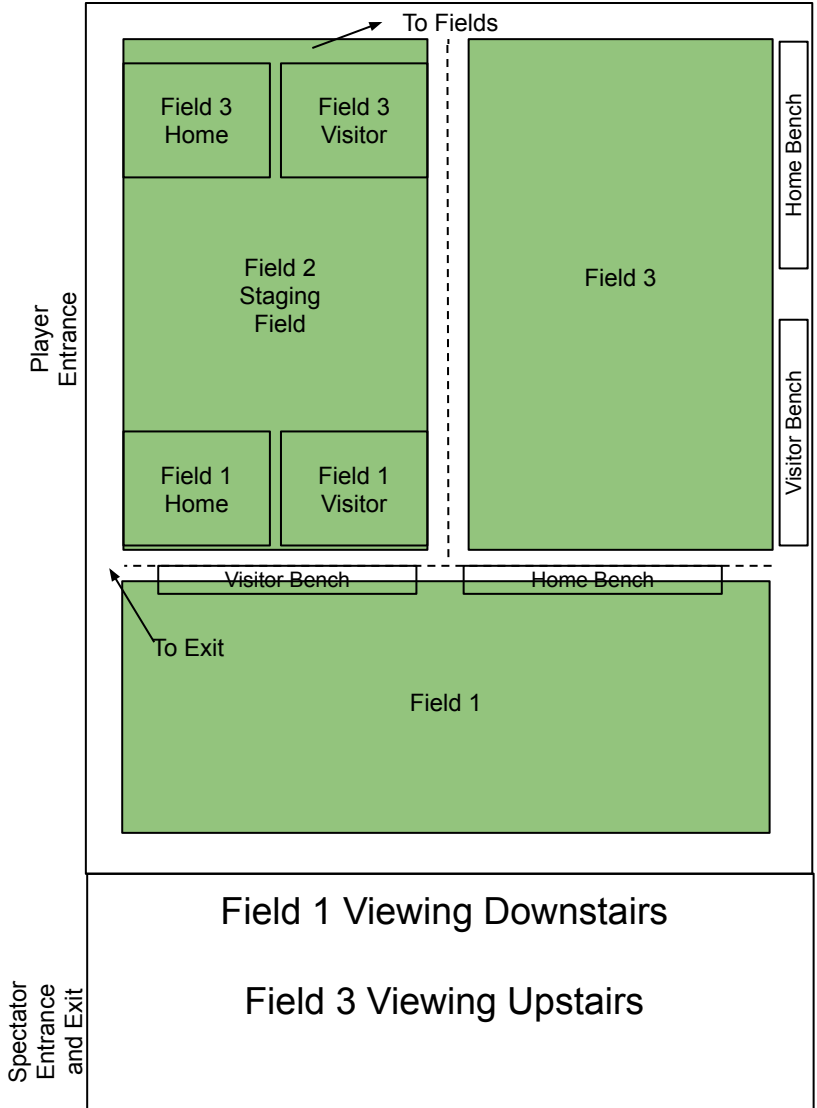 To Fields
Field 3
Home
Field 3
Visitor
Home Bench
Field 2
Staging
Field
Field 3
Player
Entrance
Visitor Bench
Field 1
Home
Field 1
Visitor
Visitor Bench
Home Bench
To Exit
Field 1
Field 1 Viewing Downstairs
Field 3 Viewing Upstairs
Spectator
Entrance
and Exit